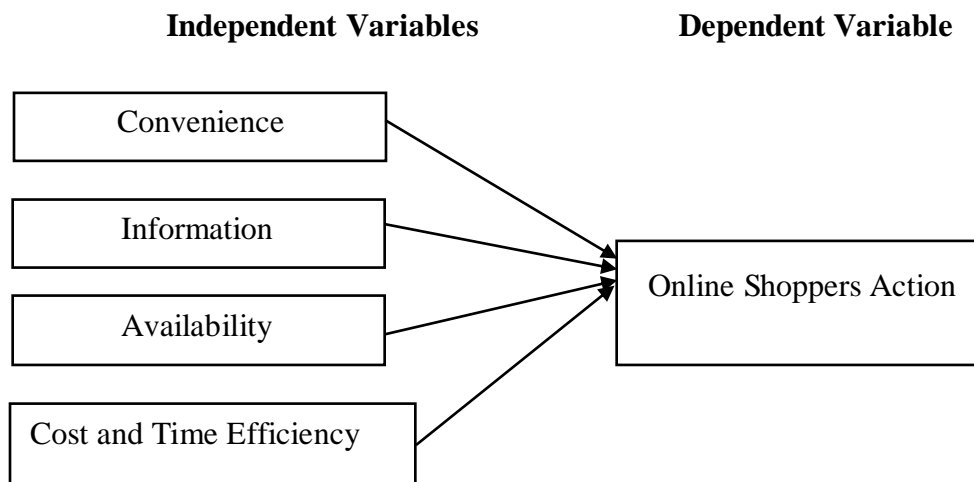 Independent Variables
Dependent Variable
Convenience
Information
Availability
Cost and Time Efficiency
Online Shoppers Action